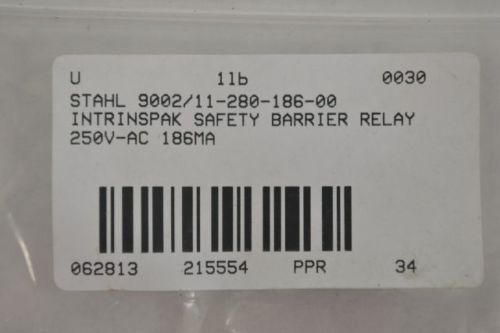 U 1lb 0030
STAHL 9002/11-280-186-00
INTRINSPAK SAFETY BARRIER RELAY
250V-AC 186MA
062813 215554 PPR 34